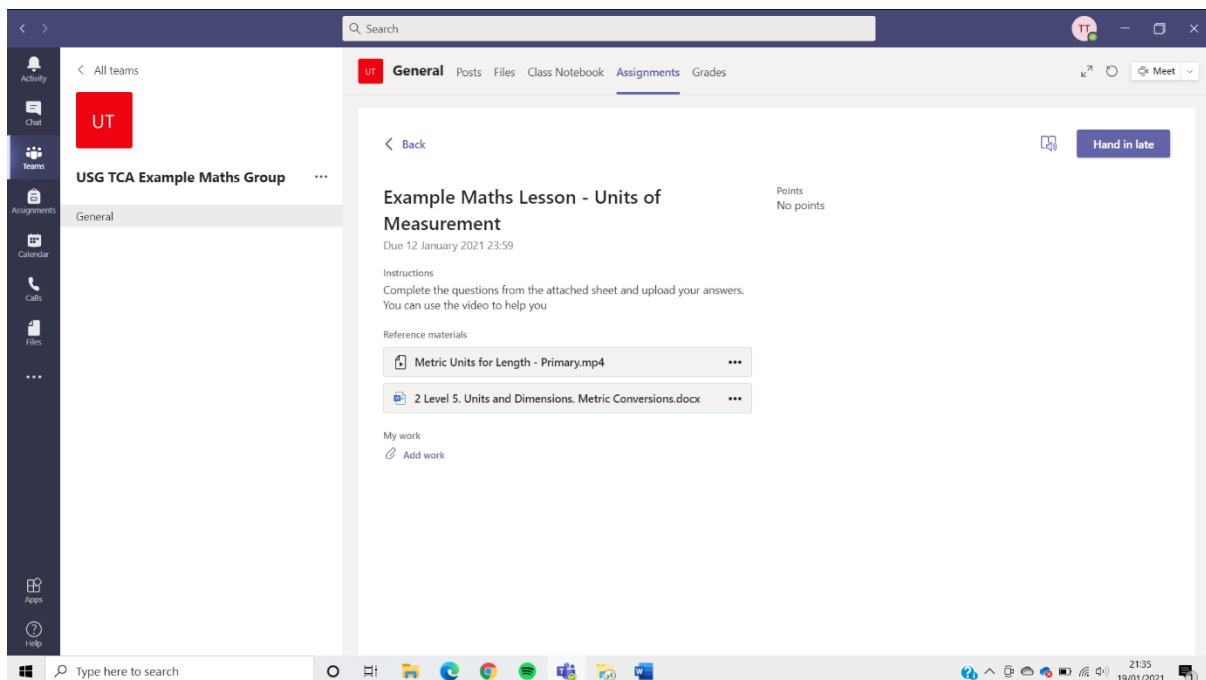 Search
TT
Activity
Chat
Teams
Assignments
Calendar
Calls
Files
Apps
Help
All teams
UT
USG TCA Example Maths Group
General
UT General Posts Files Class Notebook Assignments Grades
Meet
Back
Hand in late
Example Maths Lesson - Units of
Measurement
Due 12 January 2021 23:59
Points
No points
Instructions
Complete the questions from the attached sheet and upload your answers.
You can use the video to help you
Reference materials
Metric Units for Length - Primary.mp4
2 Level 5. Units and Dimensions. Metric Conversions.docx
My work
Add work
Type here to search
21:35
19/01/2021